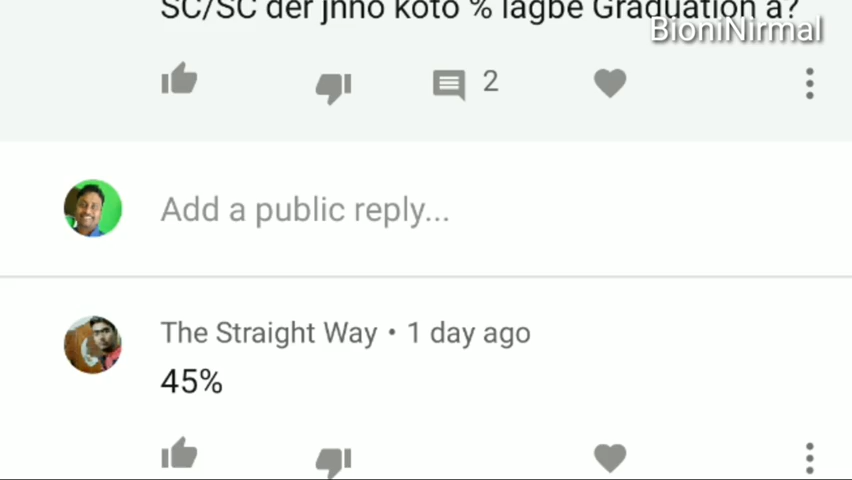 SC/SC der jnno koto % lagbe Graduation a?
BioniNirmal
2
Add a public reply...
The Straight Way • 1 day ago
45%